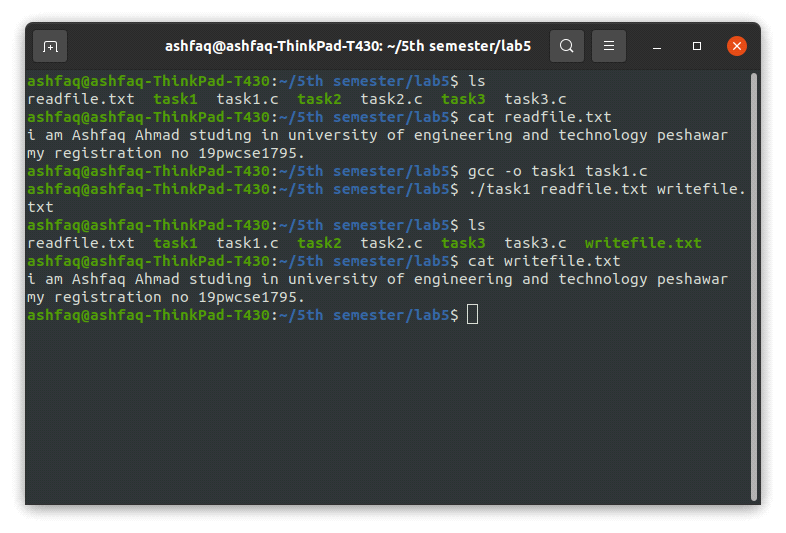 ashfaq@ashfaq-ThinkPad-T430: ~/5th semester/lab5
ashfaq@ashfaq-ThinkPad-T430:~/5th semester/lab5$ ls
readfile.txt  task1  task1.c  task2  task2.c  task3  task3.c
ashfaq@ashfaq-ThinkPad-T430:~/5th semester/lab5$ cat readfile.txt
i am Ashfaq Ahmad studing in university of engineering and technology peshawar
my registration no 19pwcse1795.
ashfaq@ashfaq-ThinkPad-T430:~/5th semester/lab5$ gcc -o task1 task1.c
ashfaq@ashfaq-ThinkPad-T430:~/5th semester/lab5$ ./task1 readfile.txt writefile.
txt
ashfaq@ashfaq-ThinkPad-T430:~/5th semester/lab5$ ls
readfile.txt  task1  task1.c  task2  task2.c  task3  task3.c  writefile.txt
ashfaq@ashfaq-ThinkPad-T430:~/5th semester/lab5$ cat writefile.txt
i am Ashfaq Ahmad studing in university of engineering and technology peshawar
my registration no 19pwcse1795.
ashfaq@ashfaq-ThinkPad-T430:~/5th semester/lab5$